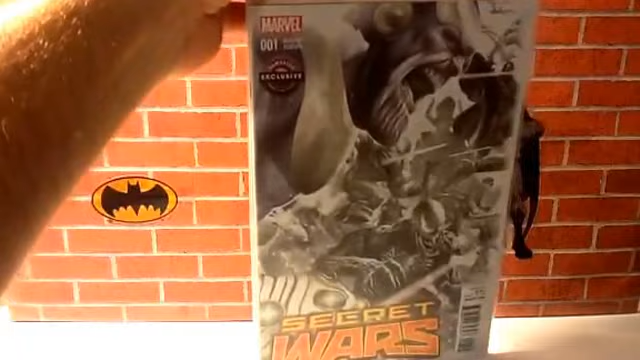 MARVEL
001
EXCLUSIVE
SECRET
WARS